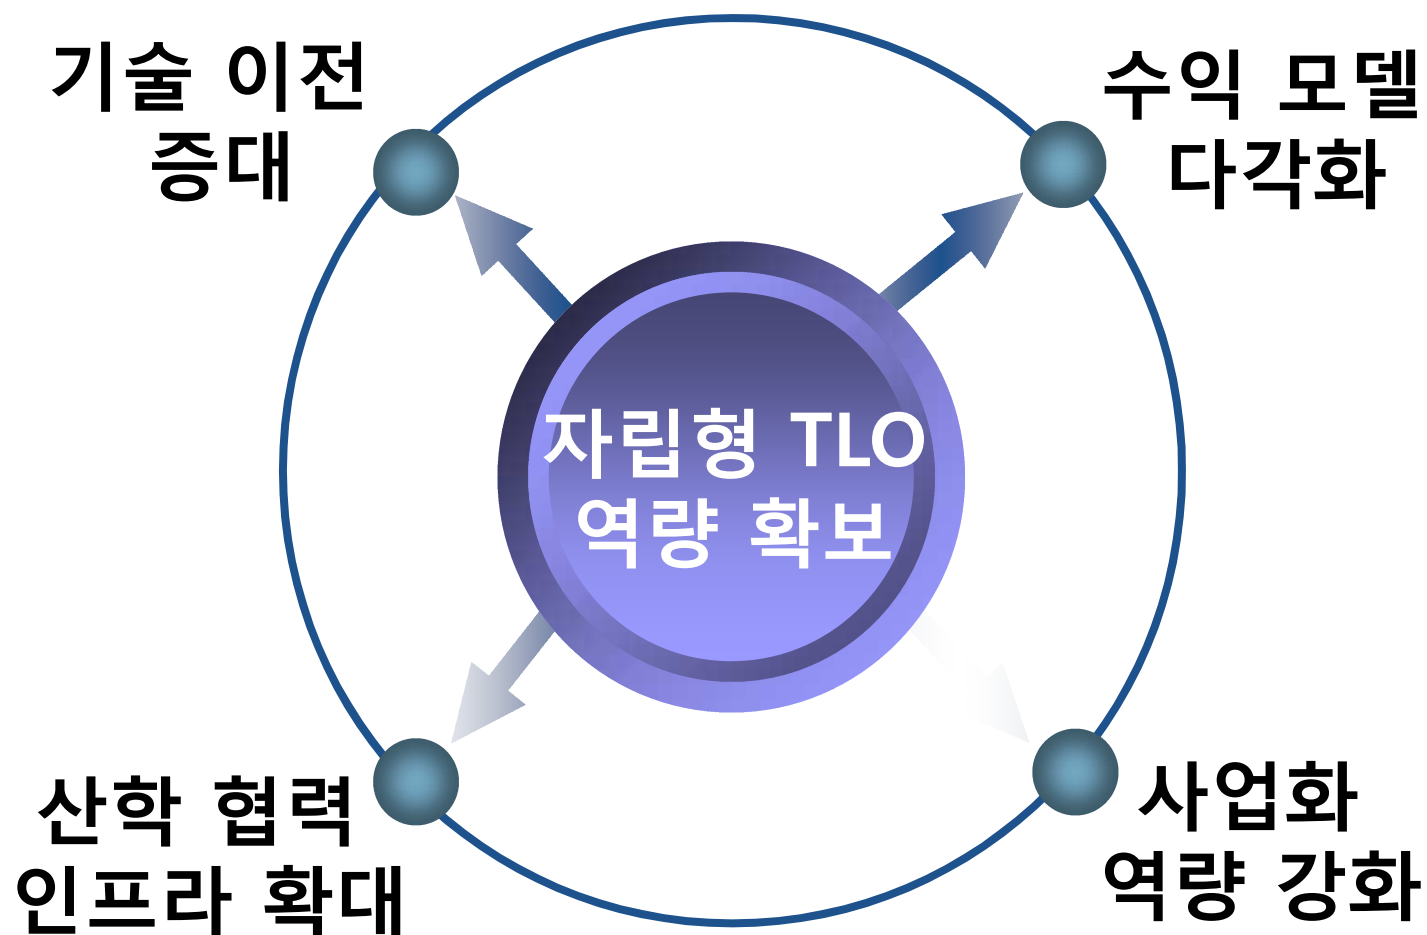 기술 이전
증대
수익 모델
다각화
자립형 TLO
역량 확보
산학 협력
인프라 확대
사업화
역량 강화